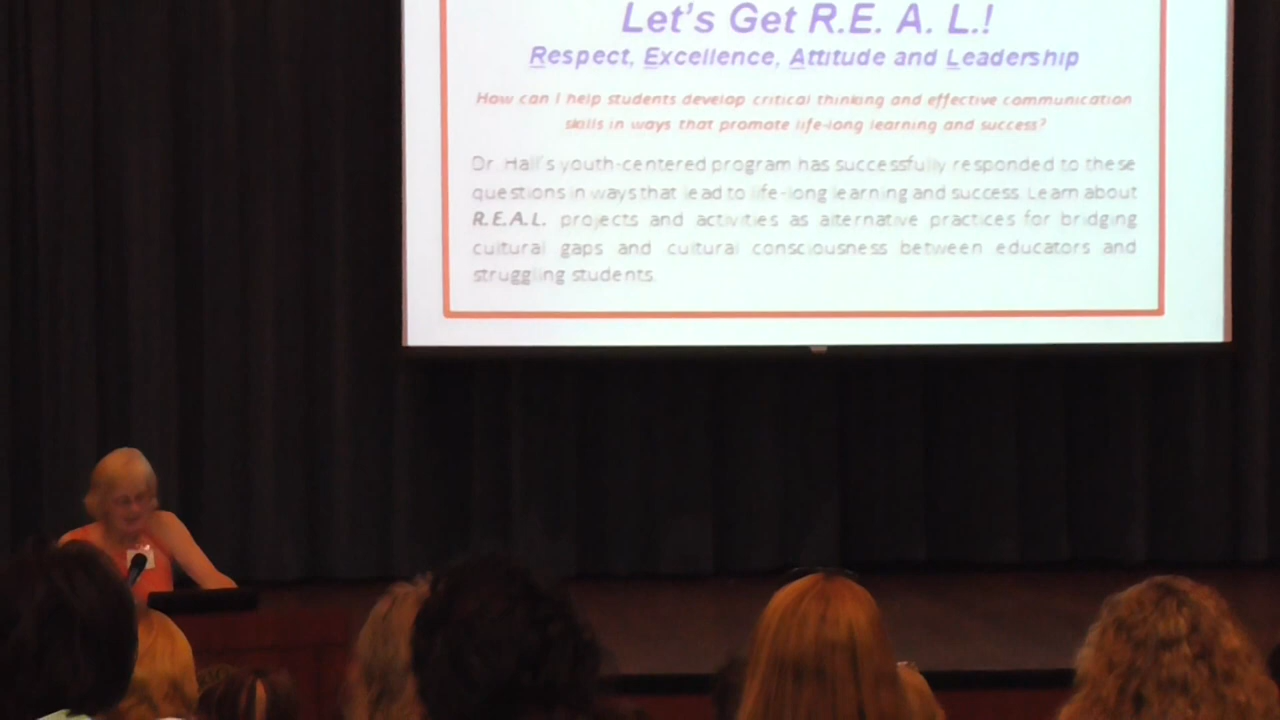 Let's Get R.E. A. L.!
Respect, Excellence, Attitude and Leadership
How can I help students develop critical thinking and effective communication
skills in ways that promote life-long learning and success?
Dr. Hall's youth-centered program has successfully responded to these
questions in ways that lead to life-long learning and success. Learn about
R.E.A.L. projects and activities as alternative practices for bridging
cultural gaps and cultural consciousness between educators and
struggling students.